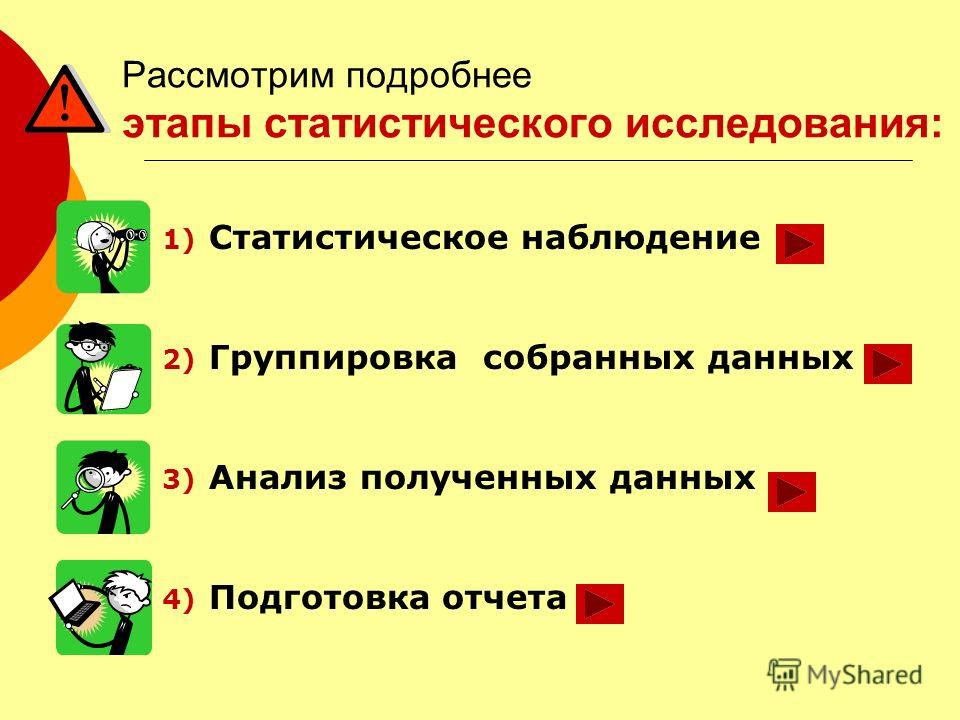 Рассмотрим подробнее
этапы статистического исследования:
1) Статистическое наблюдение
2) Группировка собранных данных
3) Анализ полученных данных
4) Подготовка отчета
MyShared